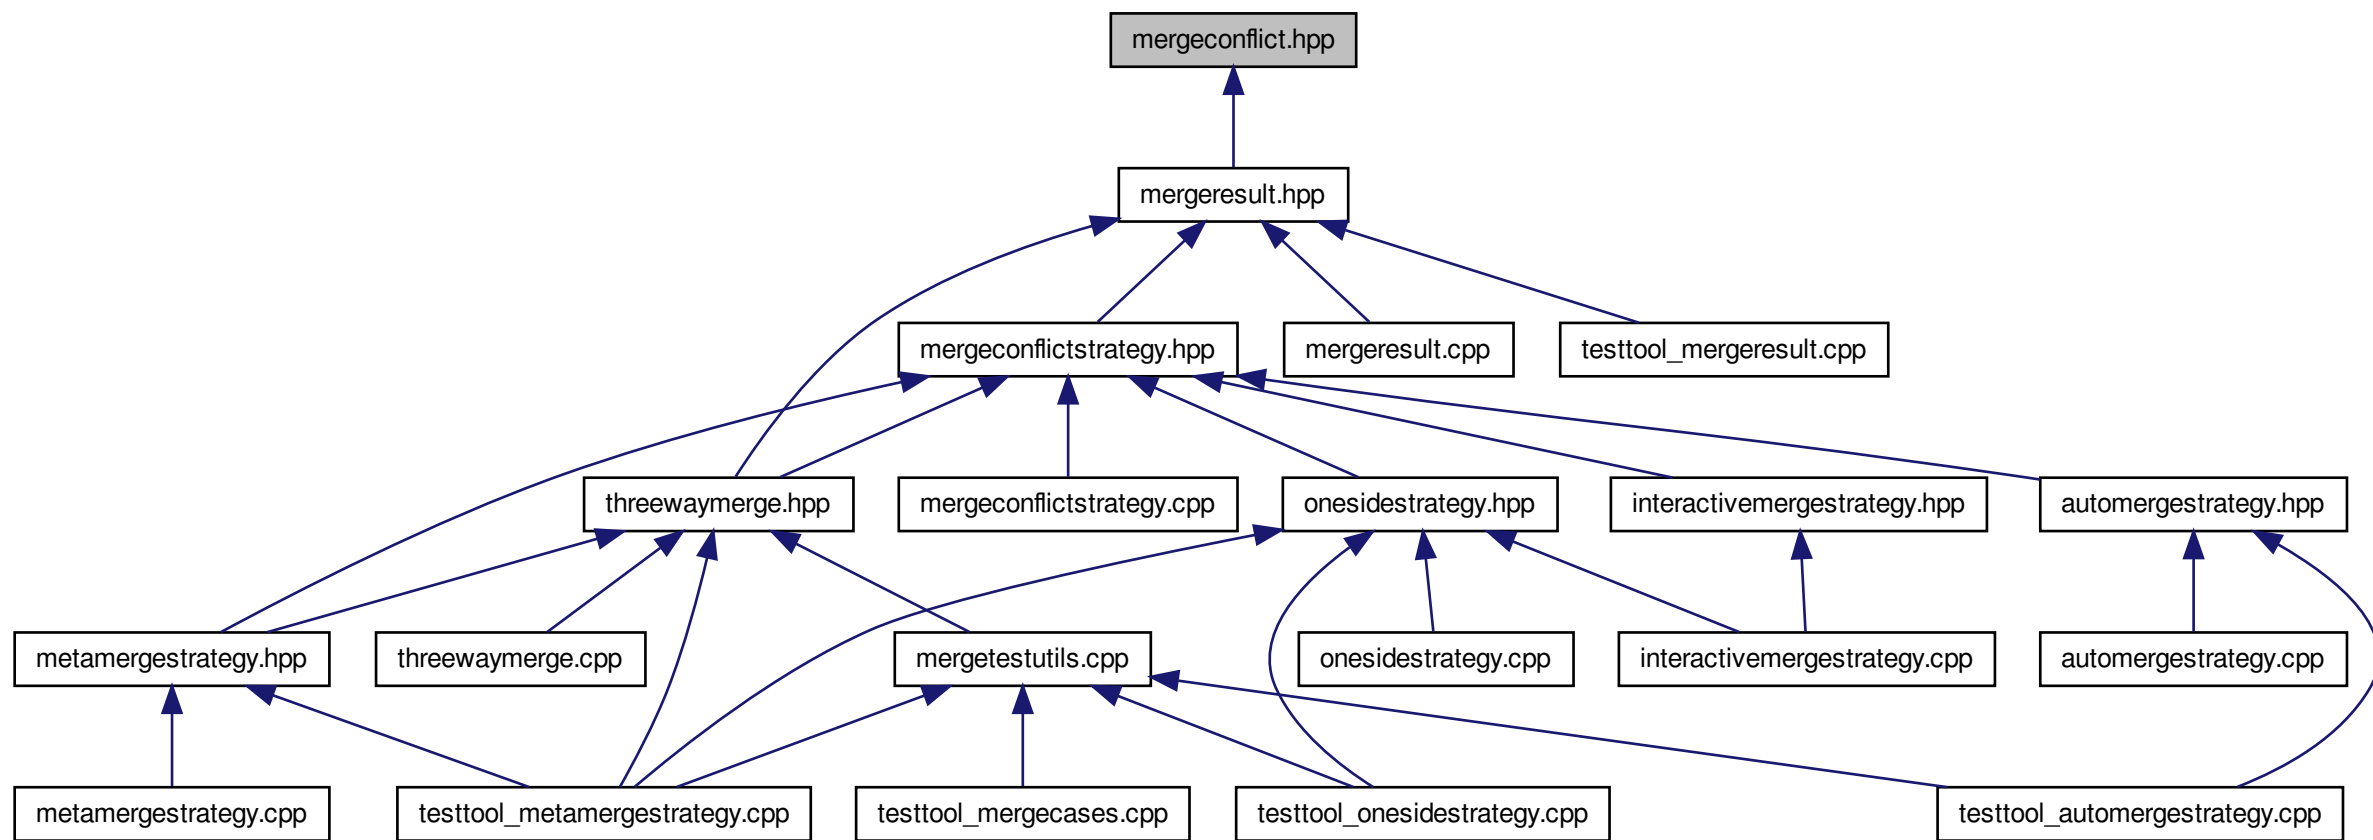 mergeconflict.hpp
mergeresult.hpp
mergeconflictstrategy.hpp
mergeresult.cpp
testtool_mergeresult.cpp
threewaymerge.hpp
mergeconflictstrategy.cpp
onesidestrategy.hpp
interactivemergestrategy.hpp
automergestrategy.hpp
metamergestrategy.hpp
threewaymerge.cpp
mergetestutils.cpp
onesidestrategy.cpp
interactivemergestrategy.cpp
automergestrategy.cpp
metamergestrategy.cpp
testtool_metamergestrategy.cpp
testtool_mergecases.cpp
testtool_onesidestrategy.cpp
testtool_automergestrategy.cpp